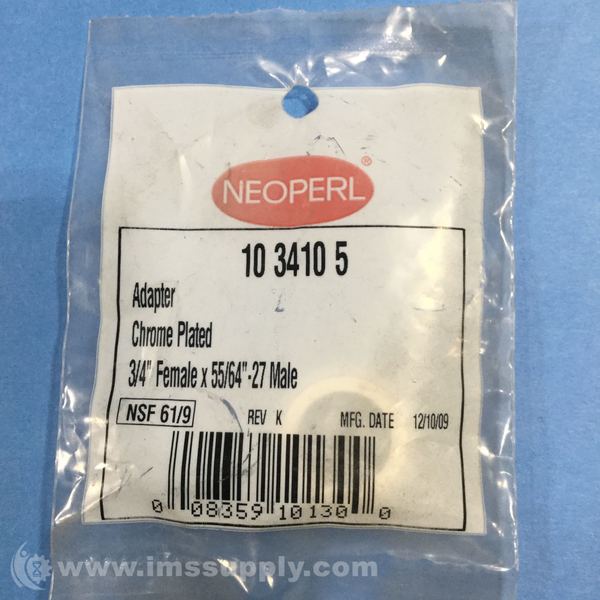 NEOPERL®
10 3410 5
Adapter
Chrome Plated
3/4" Female x 55/64"-27 Male
NSF 61/9 REV K MFG. DATE 12/10/09
0 08359 10130 0
www.imssupply.com